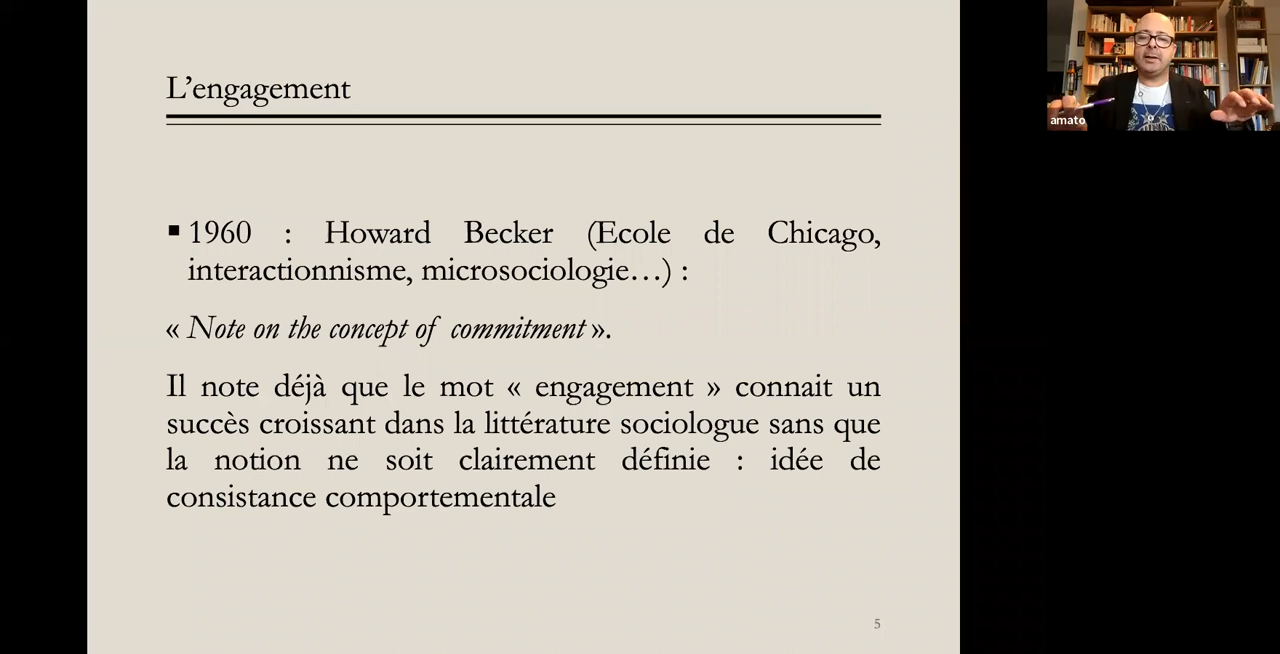 L’engagement
▪ 1960 : Howard Becker (Ecole de Chicago,
interactionnisme, microsociologie…) :
« Note on the concept of commitment ».
Il note déjà que le mot « engagement » connait un
succès croissant dans la littérature sociologue sans que
la notion ne soit clairement définie : idée de
consistance comportementale
5
amato